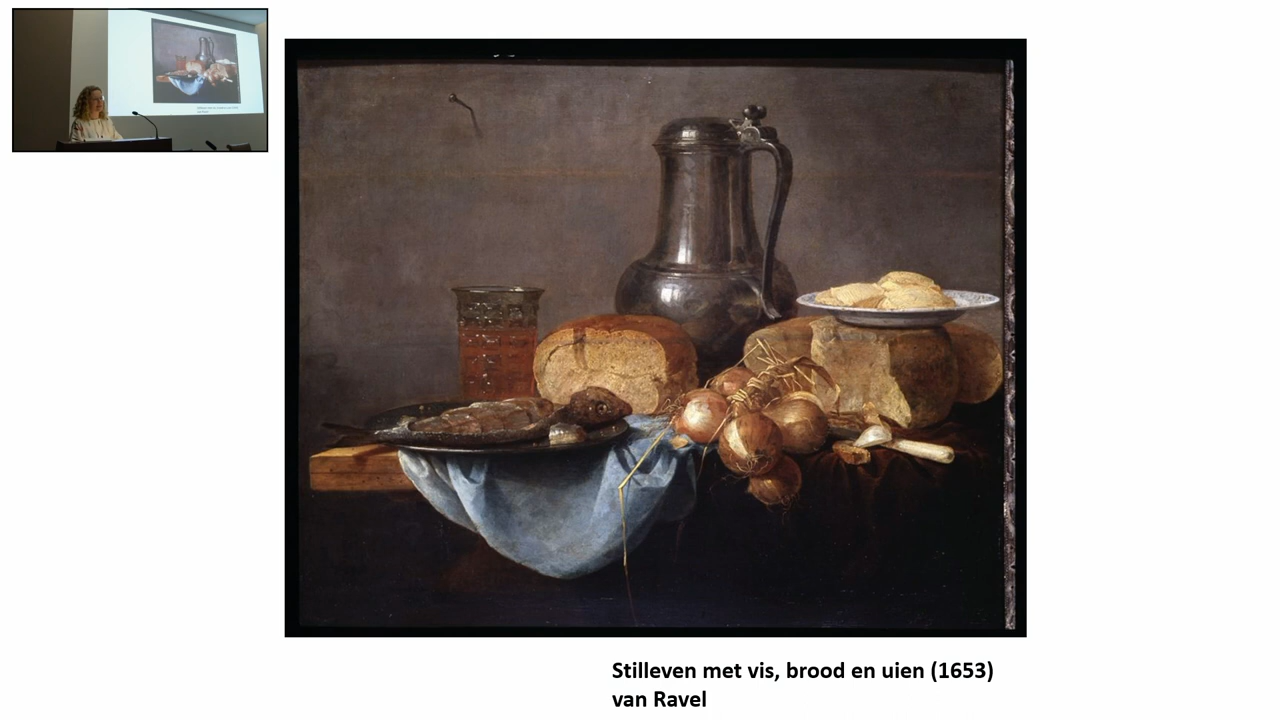 Stilleven met vis, brood en uien (1653)
van Ravel